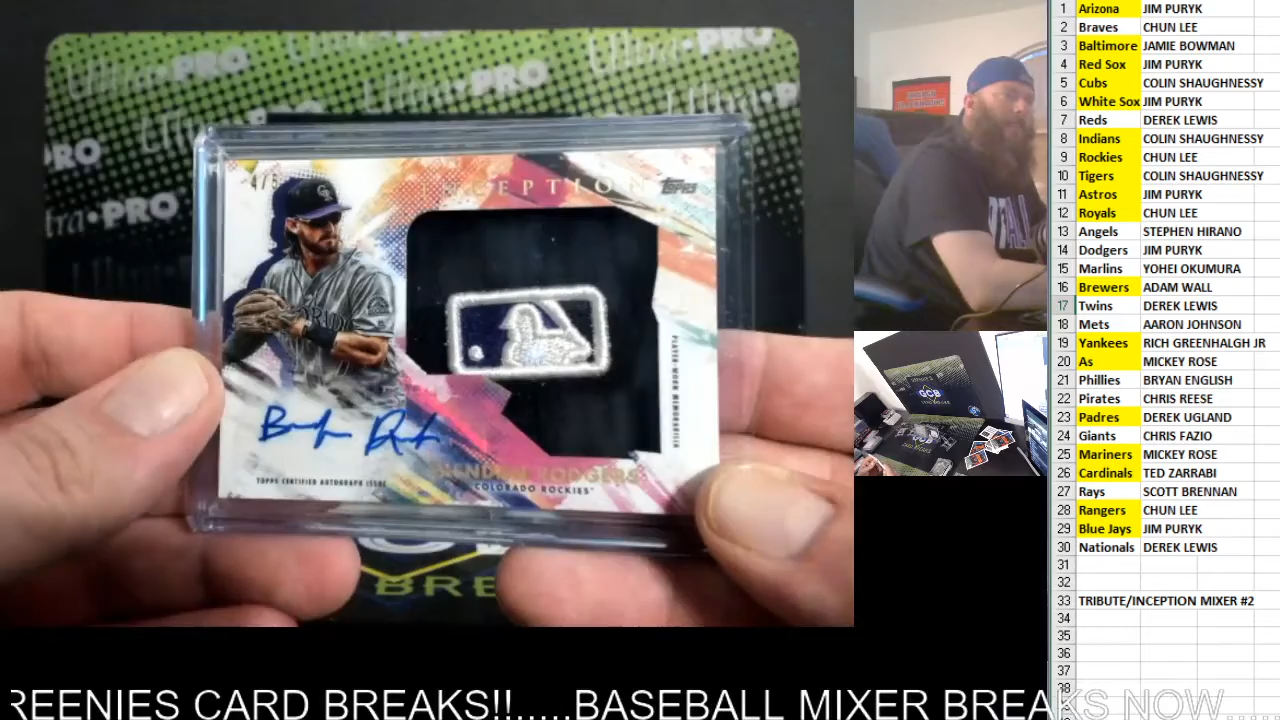 Ultra•PRO
PRO
INCEPTION
TOPPS
PLAYER-WORN MEMORABILIA
TOPPS CERTIFIED AUTOGRAPH ISSUE
BRENDAN RODGERS
COLORADO ROCKIES
BRE
1 Arizona JIM PURYK
2 Braves CHUN LEE
3 Baltimore JAMIE BOWMAN
4 Red Sox JIM PURYK
5 Cubs COLIN SHAUGHNESSY
6 White Sox JIM PURYK
7 Reds DEREK LEWIS
8 Indians COLIN SHAUGHNESSY
9 Rockies CHUN LEE
10 Tigers COLIN SHAUGHNESSY
11 Astros JIM PURYK
12 Royals CHUN LEE
13 Angels STEPHEN HIRANO
14 Dodgers JIM PURYK
15 Marlins YOHEI OKUMURA
16 Brewers ADAM WALL
17 Twins DEREK LEWIS
18 Mets AARON JOHNSON
19 Yankees RICH GREENHALGH JR
20 As MICKEY ROSE
21 Phillies BRYAN ENGLISH
22 Pirates CHRIS REESE
23 Padres DEREK UGLAND
24 Giants CHRIS FAZIO
25 Mariners MICKEY ROSE
26 Cardinals TED ZARRABI
27 Rays SCOTT BRENNAN
28 Rangers CHUN LEE
29 Blue Jays JIM PURYK
30 Nationals DEREK LEWIS
31
32
33 TRIBUTE/INCEPTION MIXER #2
34
35
36
37
38
REENIES CARD BREAKS!!.....BASEBALL MIXER BREAKS NOW.....